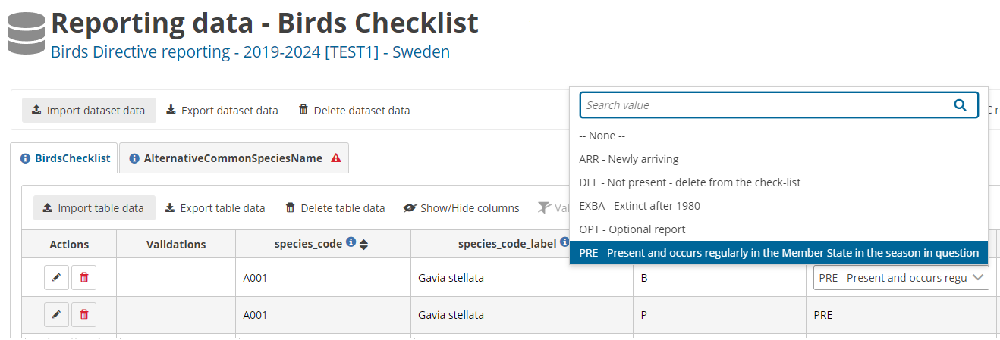 Reporting data - Birds Checklist
Birds Directive reporting - 2019-2024 [TEST1] - Sweden
Import dataset data Export dataset data Delete dataset data
Search value
-- None --
ARR - Newly arriving
DEL - Not present - delete from the check-list
EXBA - Extinct after 1980
OPT - Optional report
PRE - Present and occurs regularly in the Member State in the season in question
BirdsChecklist AlternativeCommonSpeciesName
Import table data Export table data Delete table data Show/Hide columns
Actions Validations species_code species_code_label
A001 Gavia stellata B PRE - Present and occurs regu
A001 Gavia stellata P PRE